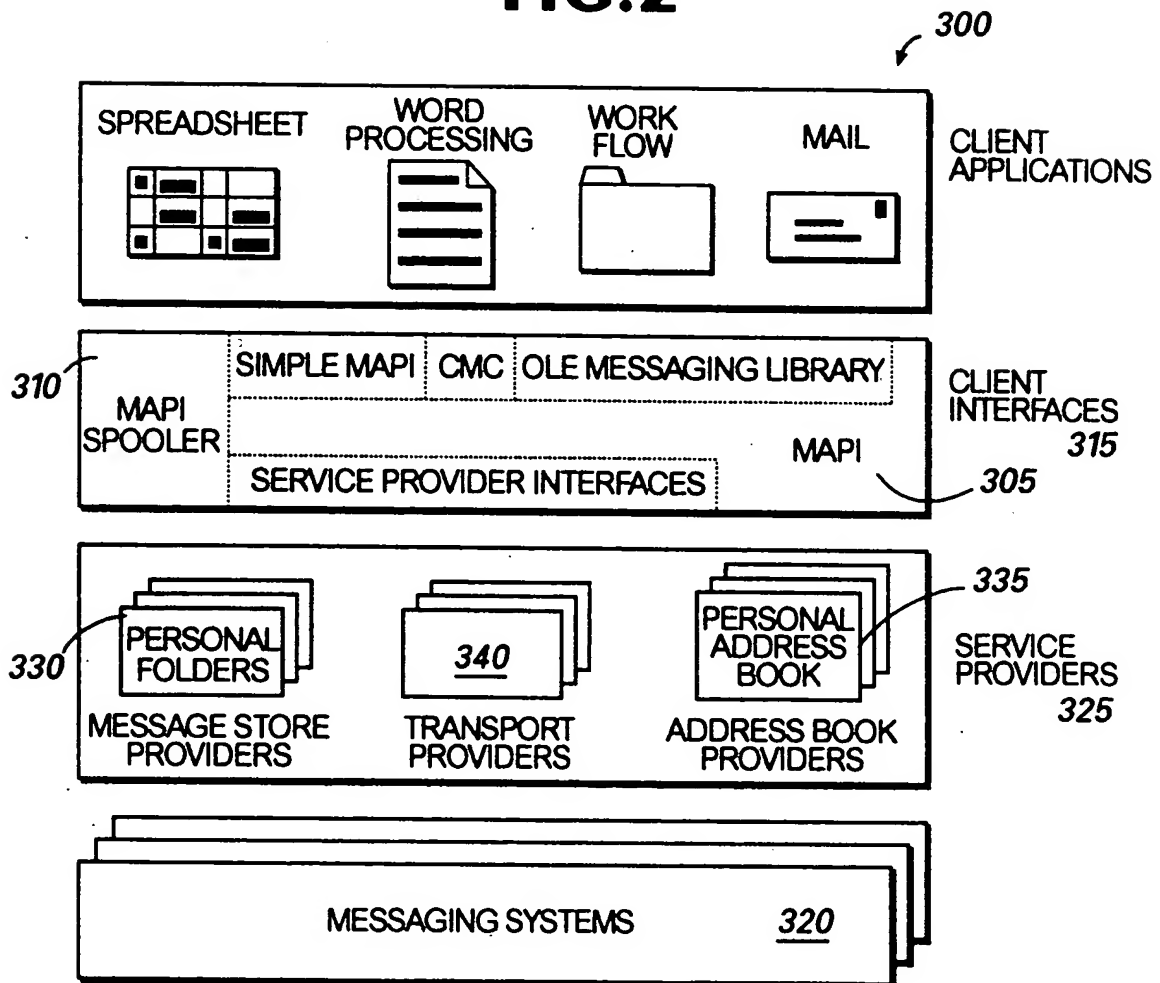 FIG.2
300
SPREADSHEET
WORD
PROCESSING
WORK
FLOW
MAIL
CLIENT
APPLICATIONS
310
MAPI
SPOOLER
SIMPLE MAPI
CMC
OLE MESSAGING LIBRARY
SERVICE PROVIDER INTERFACES
MAPI
305
CLIENT
INTERFACES
315
330
PERSONAL
FOLDERS
MESSAGE STORE
PROVIDERS
340
TRANSPORT
PROVIDERS
PERSONAL
ADDRESS
BOOK
335
ADDRESS BOOK
PROVIDERS
SERVICE
PROVIDERS
325
MESSAGING SYSTEMS
320